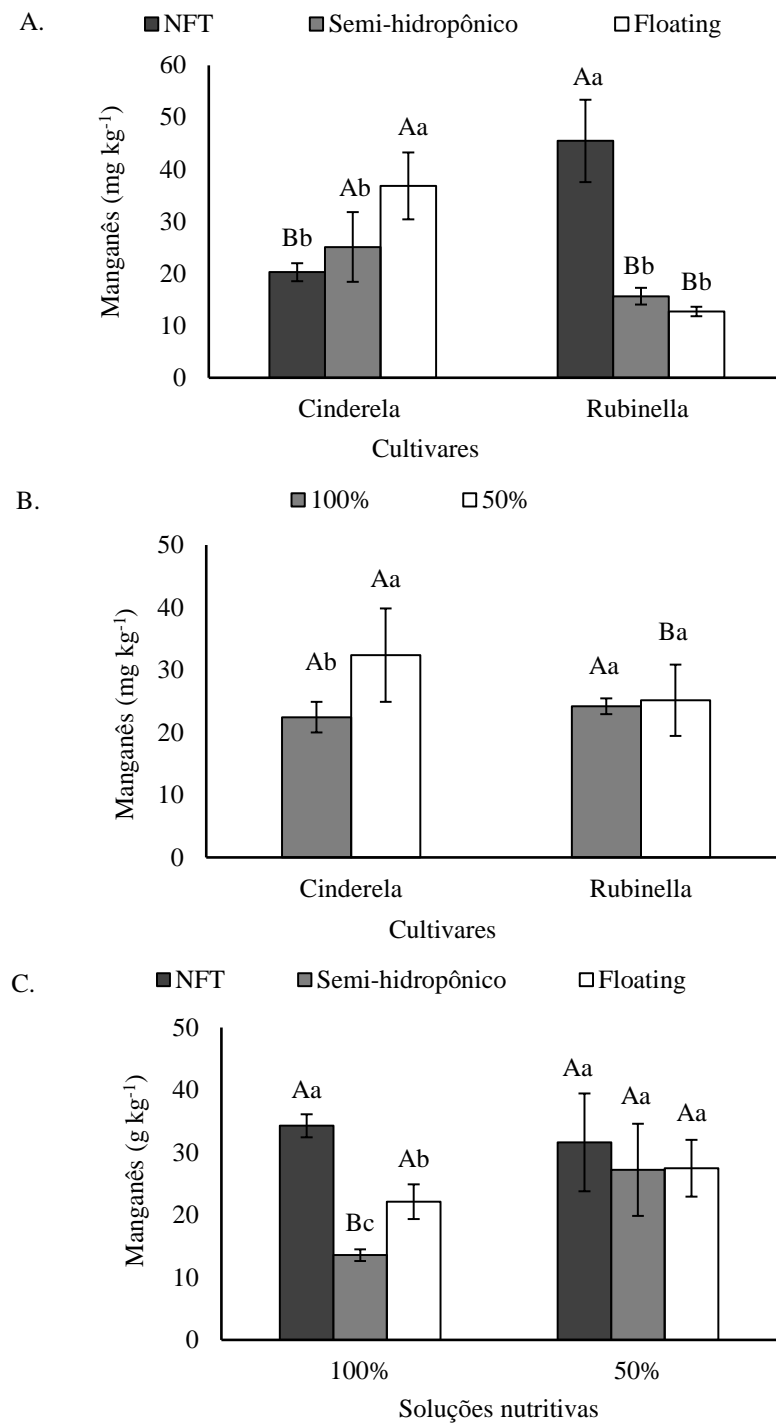 A.
NFT Semi-hidropônico Floating
Manganês (mg kg-1)
60
50
40
30
20
10
0
Bb Ab Aa Aa Bb Bb
Cinderela Rubinella
Cultivares
B.
100% 50%
Manganês (mg kg-1)
50
40
30
20
10
0
Ab Aa Aa Ba
Cinderela Rubinella
Cultivares
C.
NFT Semi-hidropônico Floating
Manganês (g kg-1)
50
40
30
20
10
0
Aa Bc Ab Aa Aa Aa
100% 50%
Soluções nutritivas